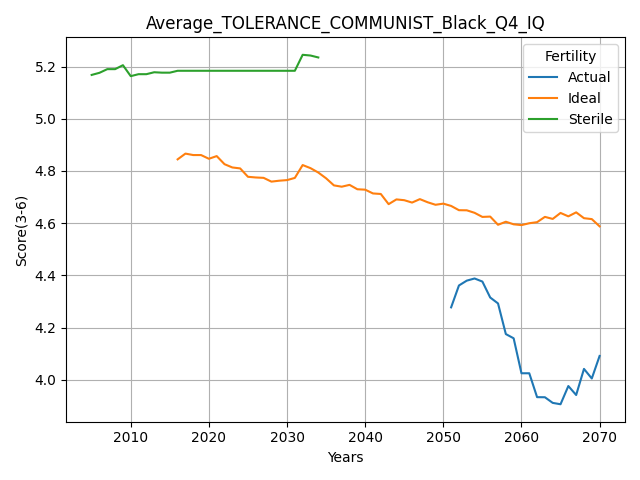 Average_TOLERANCE_COMMUNIST_Black_Q4_IQ
Fertility
Actual
Ideal
Sterile
Score(3-6)
5.2
5.0
4.8
4.6
4.4
4.2
4.0
2010 2020 2030 2040 2050 2060 2070
Years